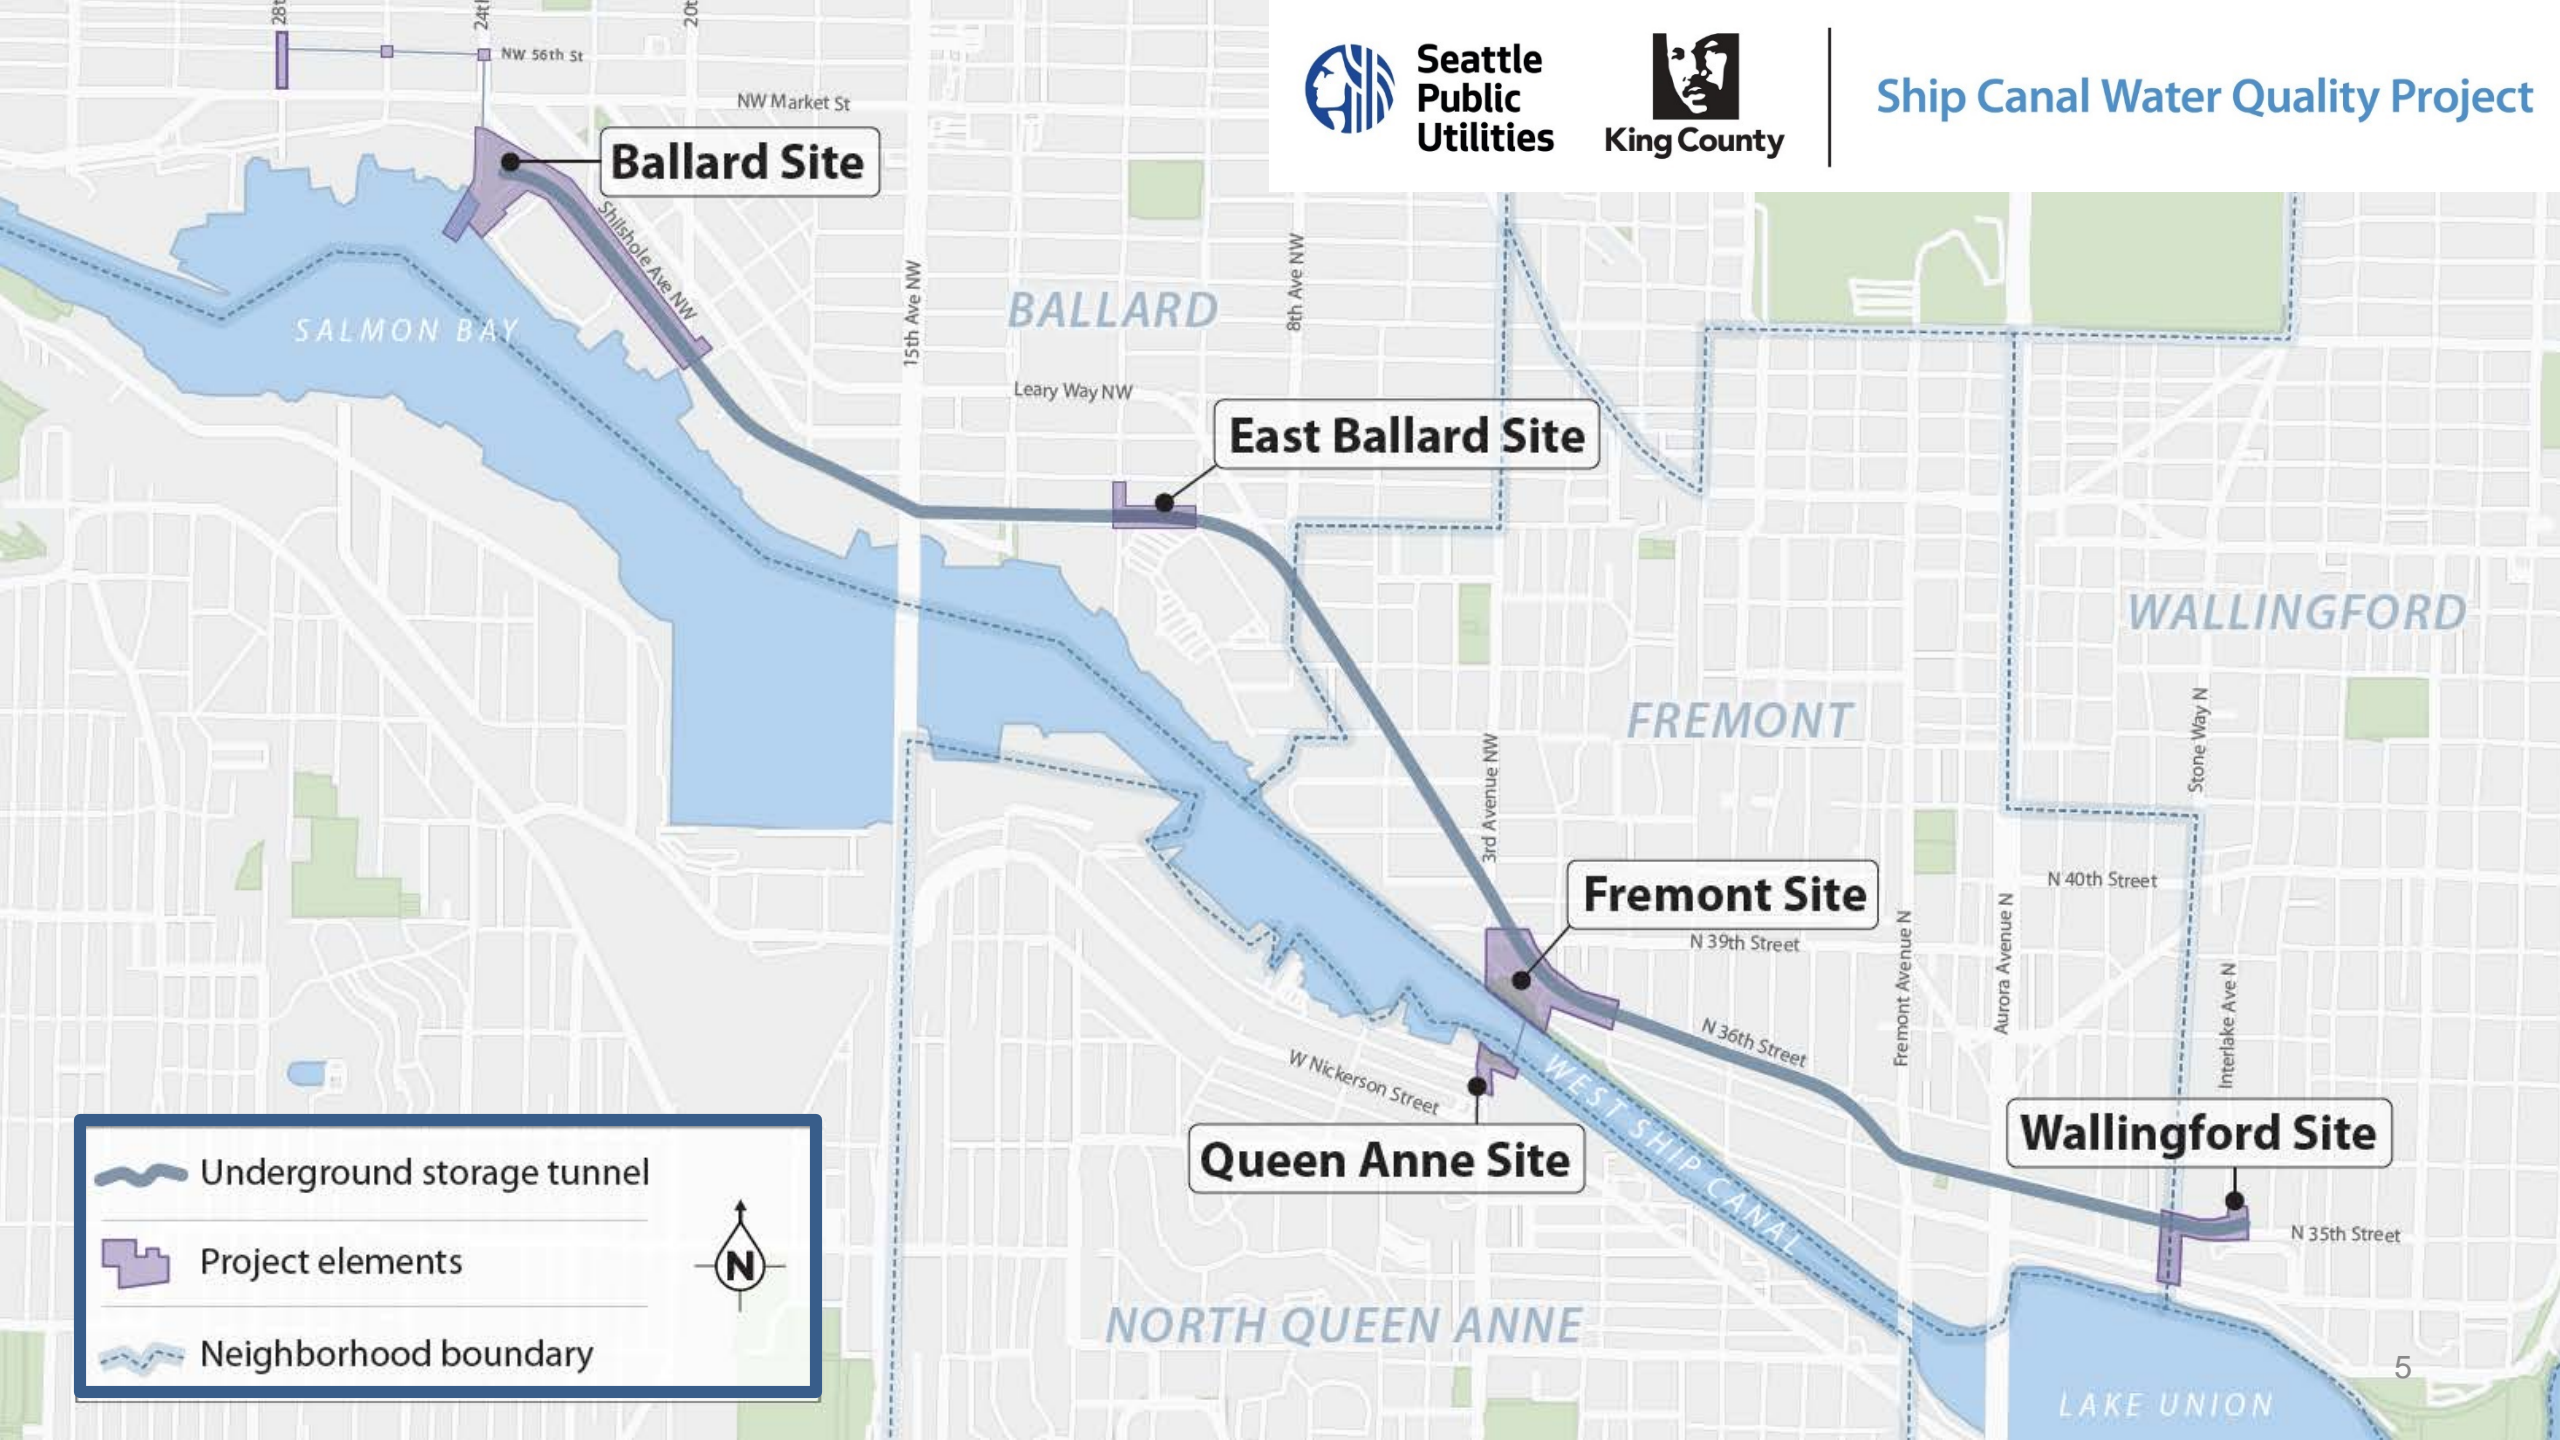 28t
24tl
20t
NW 56th St
NW Market St
Seattle
Public
Utilities
King County
Ship Canal Water Quality Project
Ballard Site
Shilshole Ave NW
15th Ave NW
8th Ave NW
BALLARD
SALMON BAY
Leary Way NW
East Ballard Site
WALLINGFORD
FREMONT
Stone Way N
3rd Avenue NW
Fremont Site
N 40th Street
N 39th Street
Fremont Avenue N
Aurora Avenue N
Interlake Ave N
N 36th Street
W Nickerson Street
WEST SHIP CANAL
Queen Anne Site
Wallingford Site
N 35th Street
Underground storage tunnel
Project elements
Neighborhood boundary
N
NORTH QUEEN ANNE
5
LAKE UNION